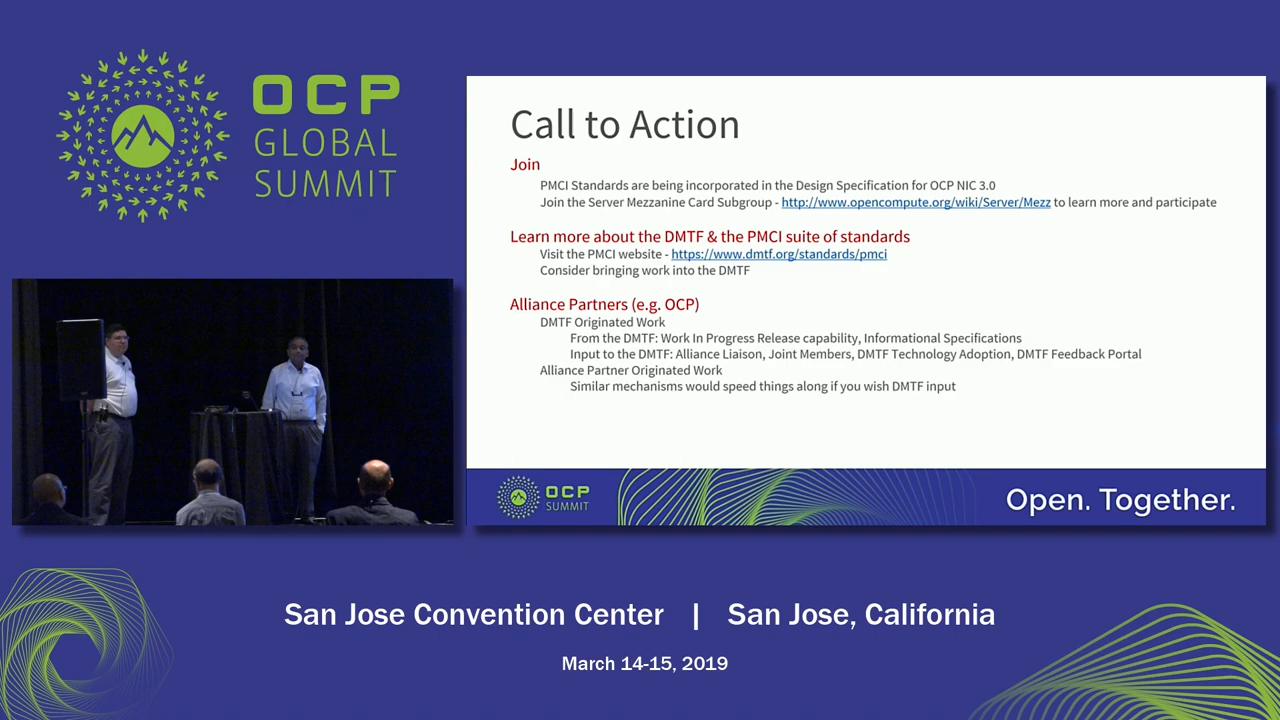 OCP
GLOBAL
SUMMIT
Call to Action
Join
PMCI Standards are being incorporated in the Design Specification for OCP NIC 3.0
Join the Server Mezzanine Card Subgroup - http://www.opencompute.org/wiki/Server/Mezz to learn more and participate
Learn more about the DMTF & the PMCI suite of standards
Visit the PMCI website - https://www.dmtf.org/standards/pmci
Consider bringing work into the DMTF
Alliance Partners (e.g. OCP)
DMTF Originated Work
From the DMTF: Work In Progress Release capability, Informational Specifications
Input to the DMTF: Alliance Liaison, Joint Members, DMTF Technology Adoption, DMTF Feedback Portal
Alliance Partner Originated Work
Similar mechanisms would speed things along if you wish DMTF input
OCP
SUMMIT
Open. Together.
San Jose Convention Center | San Jose, California
March 14-15, 2019